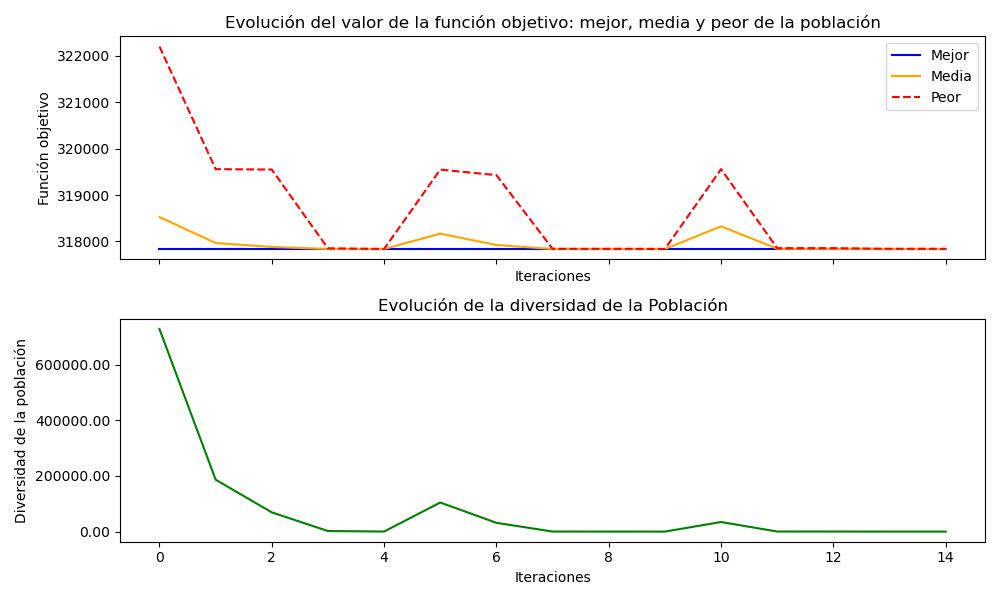 Evolución del valor de la función objetivo: mejor, media y peor de la población
Función objetivo
322000
321000
320000
319000
318000
Mejor
Media
Peor
Iteraciones
Evolución de la diversidad de la Población
Diversidad de la población
600000.00
400000.00
200000.00
0.00
0 2 4 6 8 10 12 14
Iteraciones